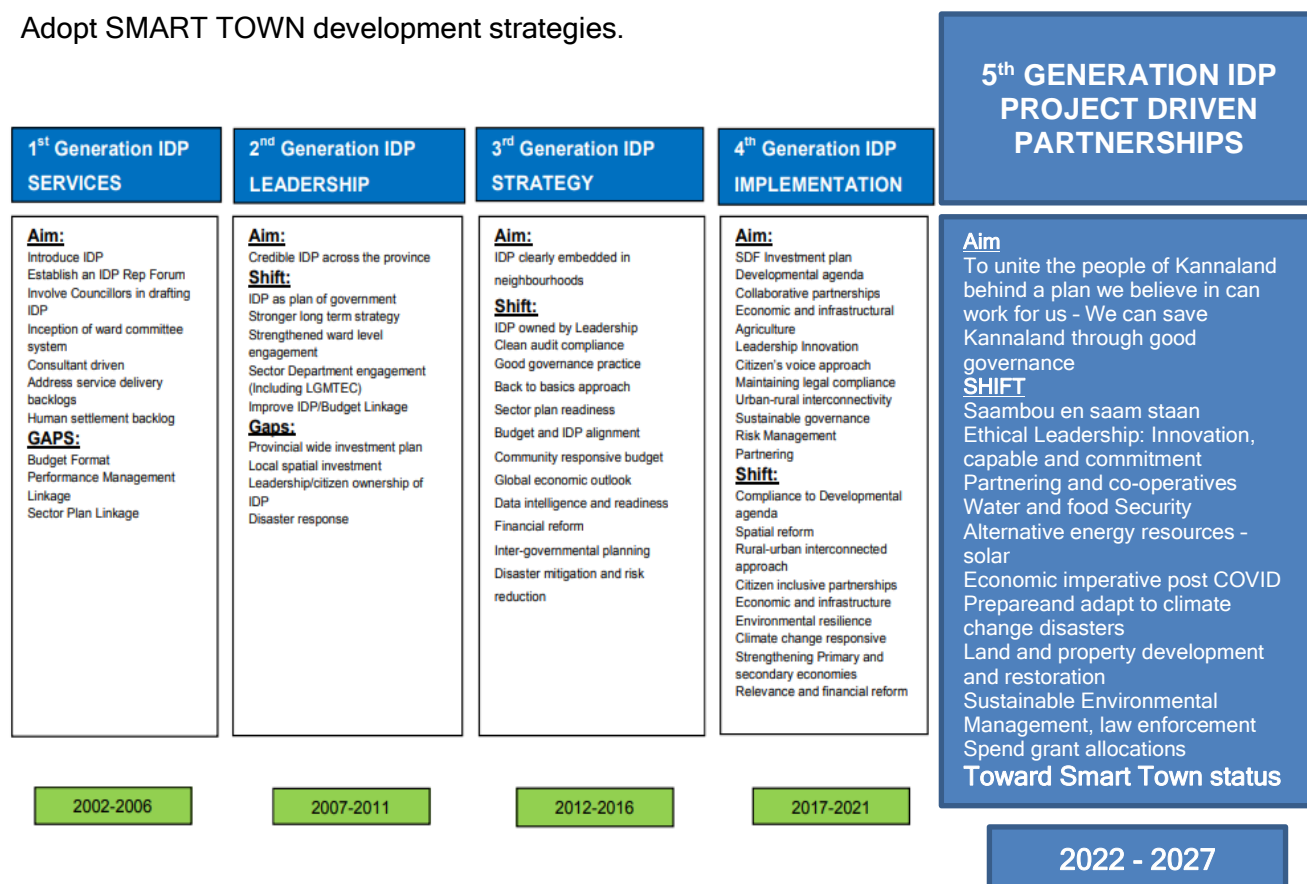 Adopt SMART TOWN development strategies.
1st Generation IDP
SERVICES
Aim:
Introduce IDP
Establish an IDP Rep Forum
Involve Councillors in drafting
IDP
Inception of ward committee
system
Consultant driven
Address service delivery
backlogs
Human settlement backlog
GAPS:
Budget Format
Performance Management
Linkage
Sector Plan Linkage
2002-2006
2nd Generation IDP
LEADERSHIP
Aim:
Credible IDP across the province
Shift:
IDP as plan of government
Stronger long term strategy
Strengthened ward level
engagement
Sector Department engagement
(Including LGMTEC)
Improve IDP/Budget Linkage
Gaps:
Provincial wide investment plan
Local spatial investment
Leadership/citizen ownership of
IDP
Disaster response
2007-2011
3rd Generation IDP
STRATEGY
Aim:
IDP clearly embedded in
neighbourhoods
Shift:
IDP owned by Leadership
Clean audit compliance
Good governance practice
Back to basics approach
Sector plan readiness
Budget and IDP alignment
Community responsive budget
Global economic outlook
Data intelligence and readiness
Financial reform
Inter-governmental planning
Disaster mitigation and risk
reduction
2012-2016
4th Generation IDP
IMPLEMENTATION
Aim:
SDF Investment plan
Developmental agenda
Collaborative partnerships
Economic and infrastructural
Agriculture
Leadership Innovation
Citizen's voice approach
Maintaining legal compliance
Urban-rural interconnectivity
Sustainable governance
Risk Management
Partnering
Shift:
Compliance to Developmental
agenda
Spatial reform
Rural-urban interconnected
approach
Citizen inclusive partnerships
Economic and infrastructure
Environmental resilience
Climate change responsive
Strengthening Primary and
secondary economies
Relevance and financial reform
2017-2021
5th GENERATION IDP
PROJECT DRIVEN
PARTNERSHIPS
Aim
To unite the people of Kannaland
behind a plan we believe in can
work for us - We can save
Kannaland through good
governance
SHIFT
Saambou en saam staan
Ethical Leadership: Innovation,
capable and commitment
Partnering and co-operatives
Water and food Security
Alternative energy resources -
solar
Economic imperative post COVID
Prepareand adapt to climate
change disasters
Land and property development
and restoration
Sustainable Environmental
Management, law enforcement
Spend grant allocations
Toward Smart Town status
2022 - 2027